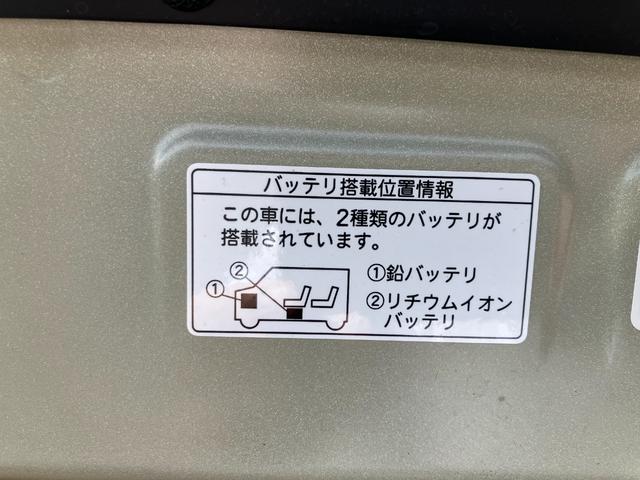 バッテリ搭載位置情報
この車には、2種類のバッテリが
搭載されています。
①鉛バッテリ
②リチウムイオン
バッテリ
②
①